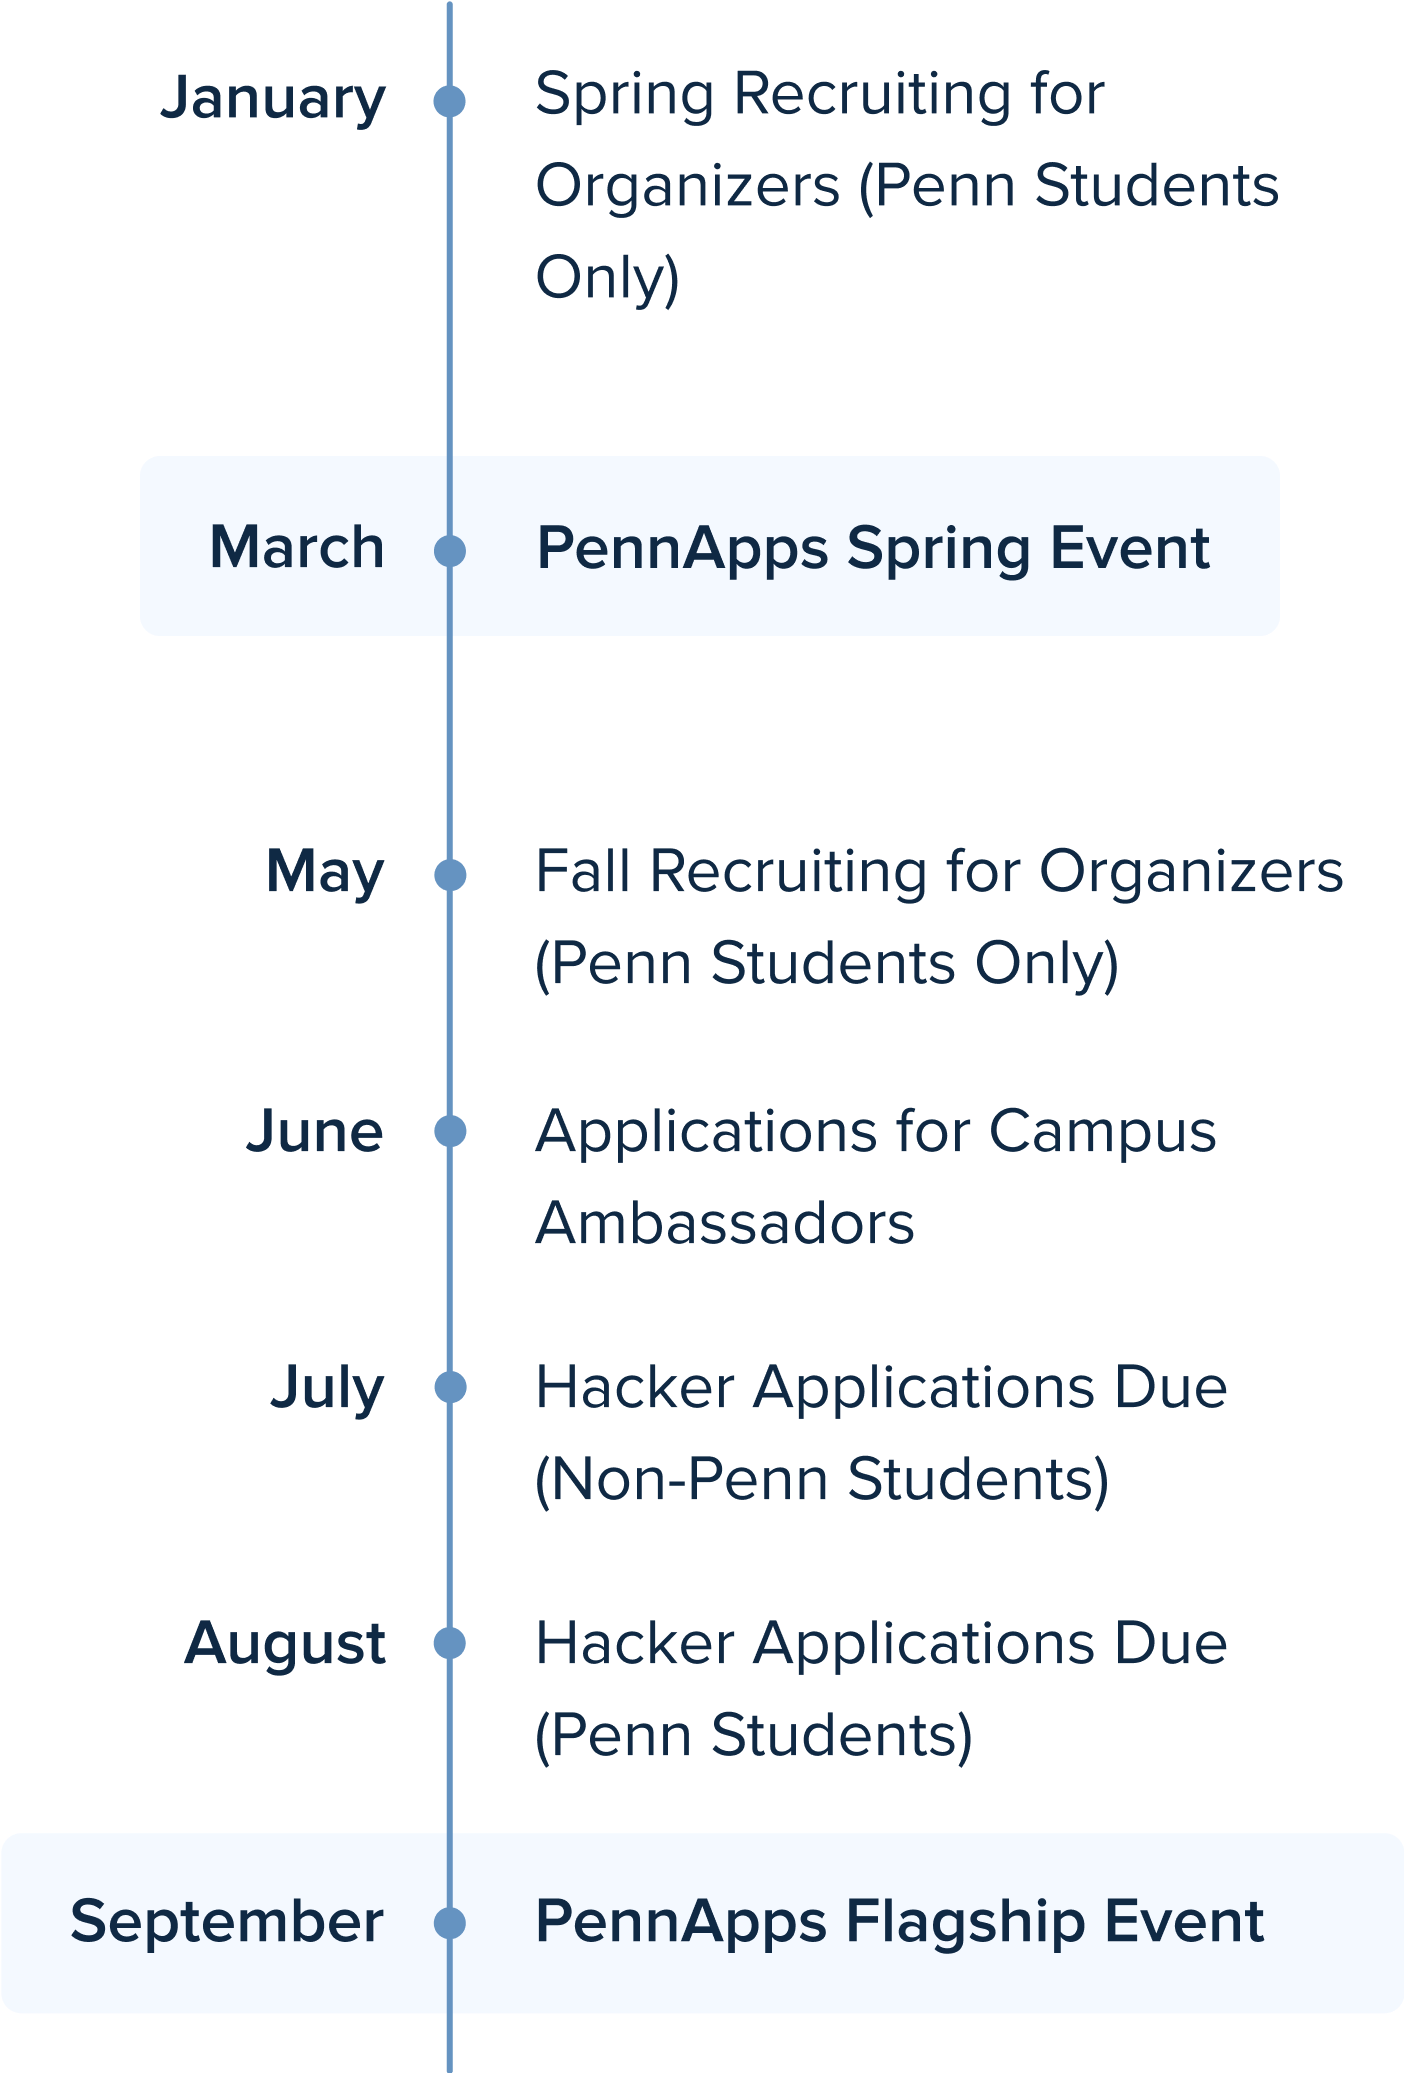 January
Spring Recruiting for
Organizers (Penn Students
Only)
March
PennApps Spring Event
May
Fall Recruiting for Organizers
(Penn Students Only)
June
Applications for Campus
Ambassadors
July
Hacker Applications Due
(Non-Penn Students)
August
Hacker Applications Due
(Penn Students)
September
PennApps Flagship Event